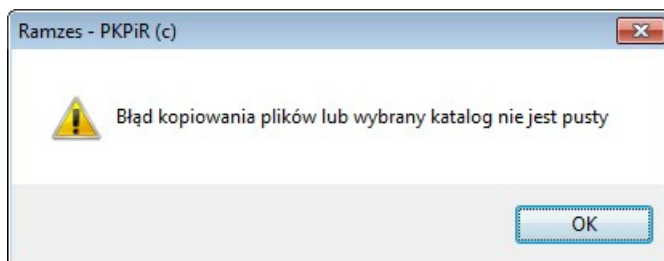 Ramzes - PKPiR (c)
Błąd kopiowania plików lub wybrany katalog nie jest pusty
OK